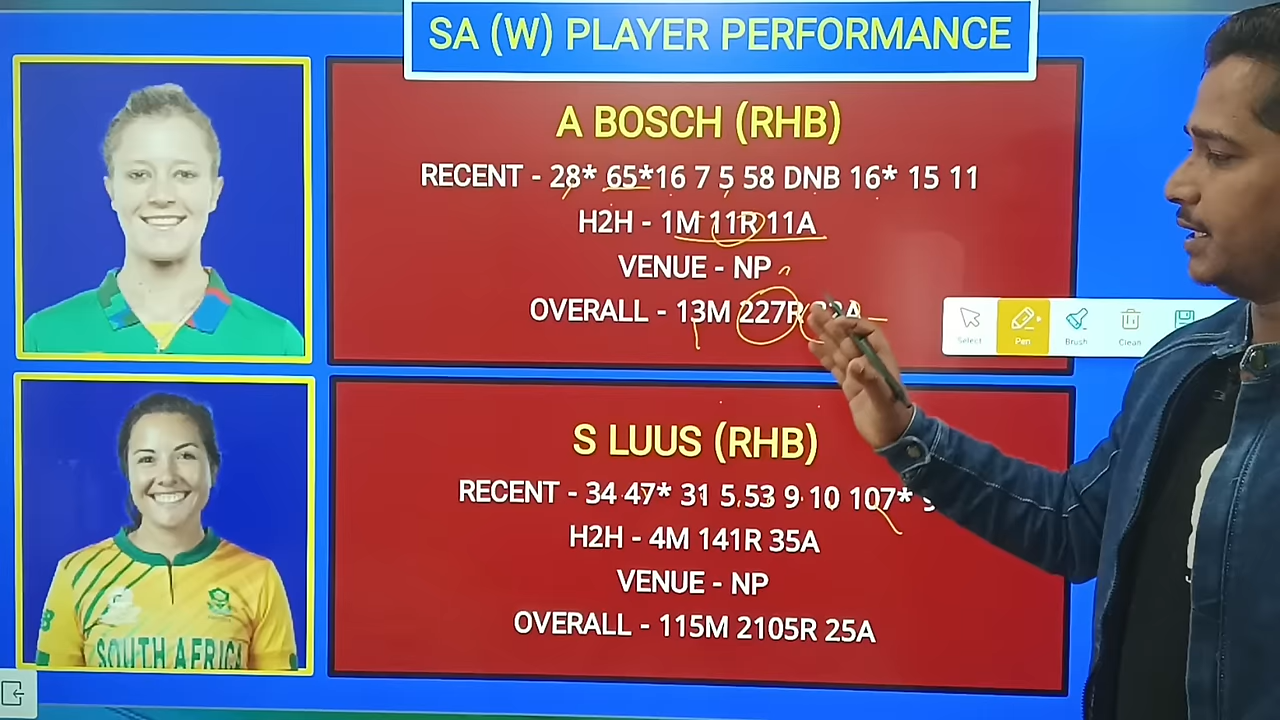 SA (W) PLAYER PERFORMANCE
A BOSCH (RHB)
RECENT - 28* 65*16 7 5 58 DNB 16* 15 11
H2H - 1M 11R 11A
VENUE - NP
OVERALL - 13M 227R
Select Pen Brush Clean
S LUUS (RHB)
RECENT - 34 47* 31 5 53 9 10 107*
H2H - 4M 141R 35A
VENUE - NP
OVERALL - 115M 2105R 25A
SOUTH AFRICA